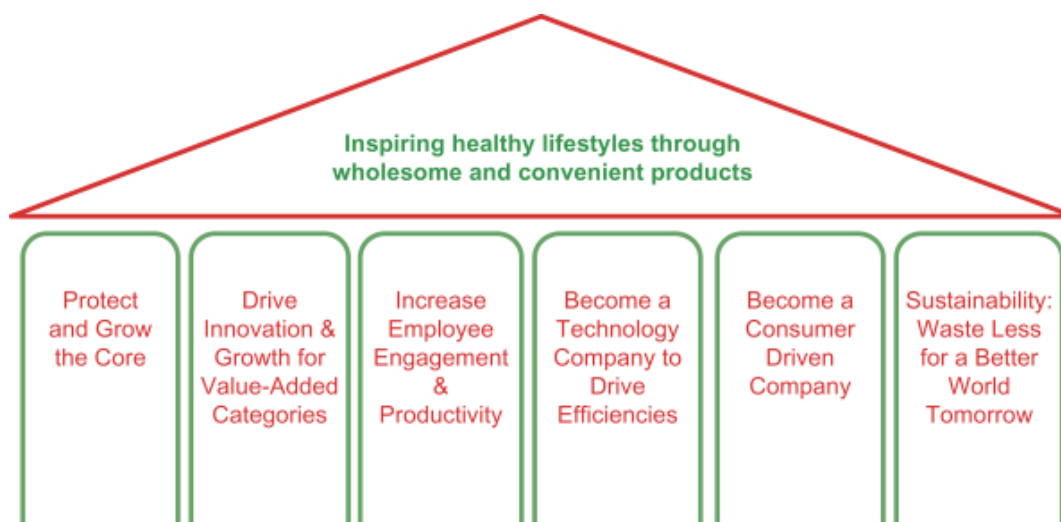 Inspiring healthy lifestyles through
wholesome and convenient products
Protect
and Grow
the Core
Drive
Innovation &
Growth for
Value-Added
Categories
Increase
Employee
Engagement
&
Productivity
Become a
Technology
Company to
Drive
Efficiencies
Become a
Consumer
Driven
Company
Sustainability:
Waste Less
for a Better
World
Tomorrow